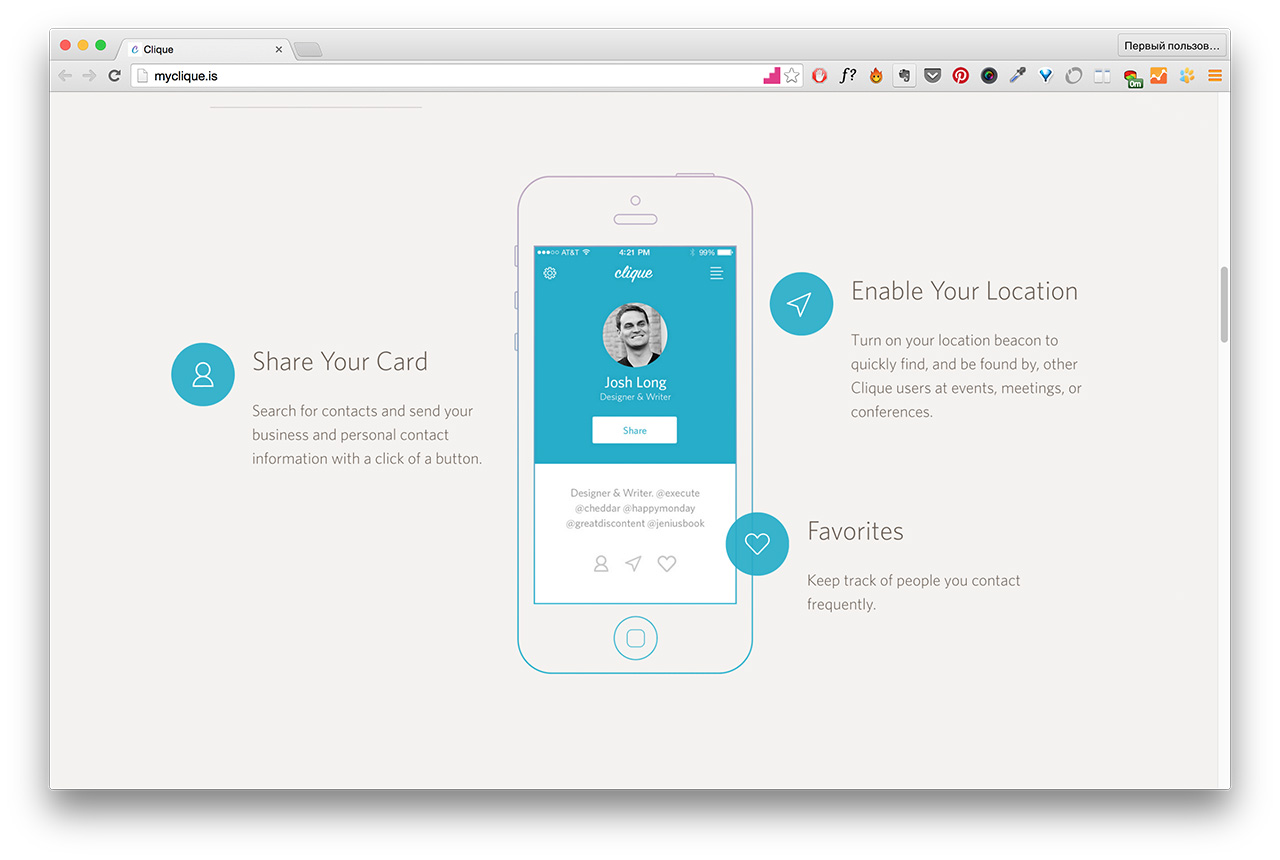 Clique
Первый пользов...
myclique.is
f?
0m
AT&T 4:21 PM 99%
clique
Josh Long
Designer & Writer
Share
Designer & Writer. @execute
@cheddar @happymonday
@greatdiscontent @jeniusbook
Share Your Card
Search for contacts and send your
business and personal contact
information with a click of a button.
Enable Your Location
Turn on your location beacon to
quickly find, and be found by, other
Clique users at events, meetings, or
conferences.
Favorites
Keep track of people you contact
frequently.